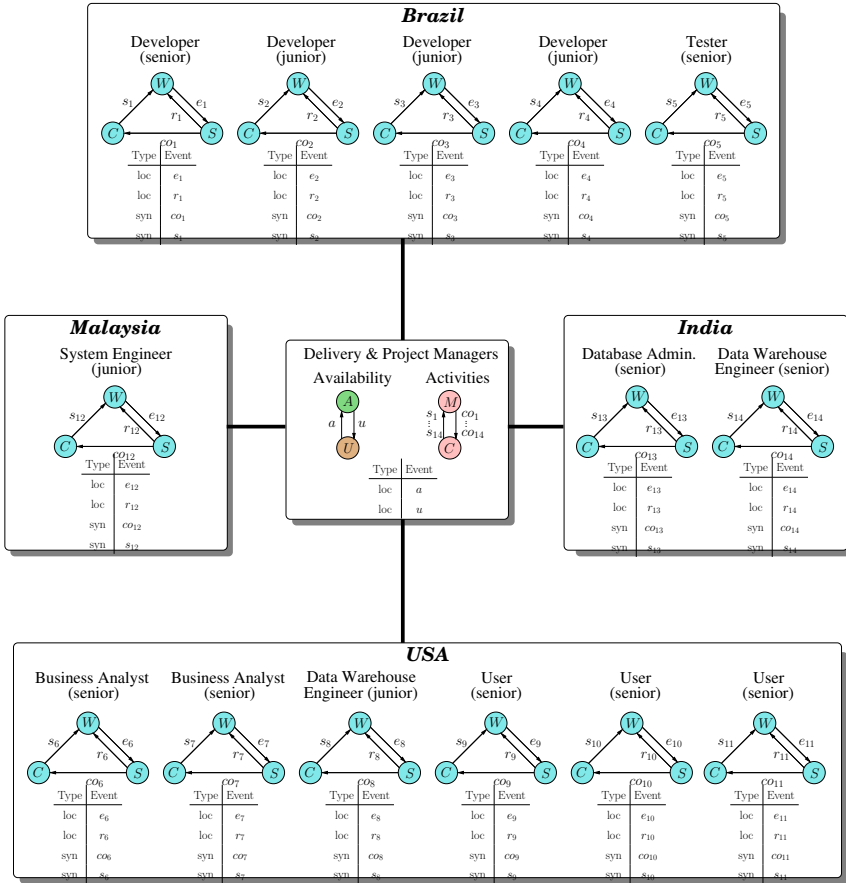 Brazil
Developer Developer Developer Developer Tester
(senior) (junior) (junior) (junior) (senior)
W W W W W
s1 e1 s2 e2 s3 e3 s4 e4 s5 e5
r1 r2 r3 r4 r5
C S C S C S C S C S
co1 co2 co3 co4 co5
Type Event Type Event Type Event Type Event Type Event
loc e1 loc e2 loc e3 loc e4 loc e5
loc r1 loc r2 loc r3 loc r4 loc r5
syn co1 syn co2 syn co3 syn co4 syn co5
syn s1 syn s2 syn s3 syn s4 syn s5
Malaysia
System Engineer
(junior)
W
s12 e12
r12
C S
co12
Type Event
loc e12
loc r12
syn co12
syn s12
Delivery & Project Managers
Availability Activities
A M
a u s1 co1
⋮ ⋮
s14 co14
U C
Type Event
loc a
loc u
India
Database Admin. Data Warehouse
(senior) Engineer (senior)
W W
s13 e13 s14 e14
r13 r14
C S C S
co13 co14
Type Event Type Event
loc e13 loc e14
loc r13 loc r14
syn co13 syn co14
syn s13 syn s14
USA
Business Analyst Business Analyst Data Warehouse User User User
(senior) (senior) Engineer (junior) (senior) (senior) (senior)
W W W W W W
s6 e6 s7 e7 s8 e8 s9 e9 s10 e10 s11 e11
r6 r7 r8 r9 r10 r11
C S C S C S C S C S C S
co6 co7 co8 co9 co10 co11
Type Event Type Event Type Event Type Event Type Event Type Event
loc e6 loc e7 loc e8 loc e9 loc e10 loc e11
loc r6 loc r7 loc r8 loc r9 loc r10 loc r11
syn co6 syn co7 syn co8 syn co9 syn co10 syn co11
syn s6 syn s7 syn s8 syn s9 syn s10 syn s11